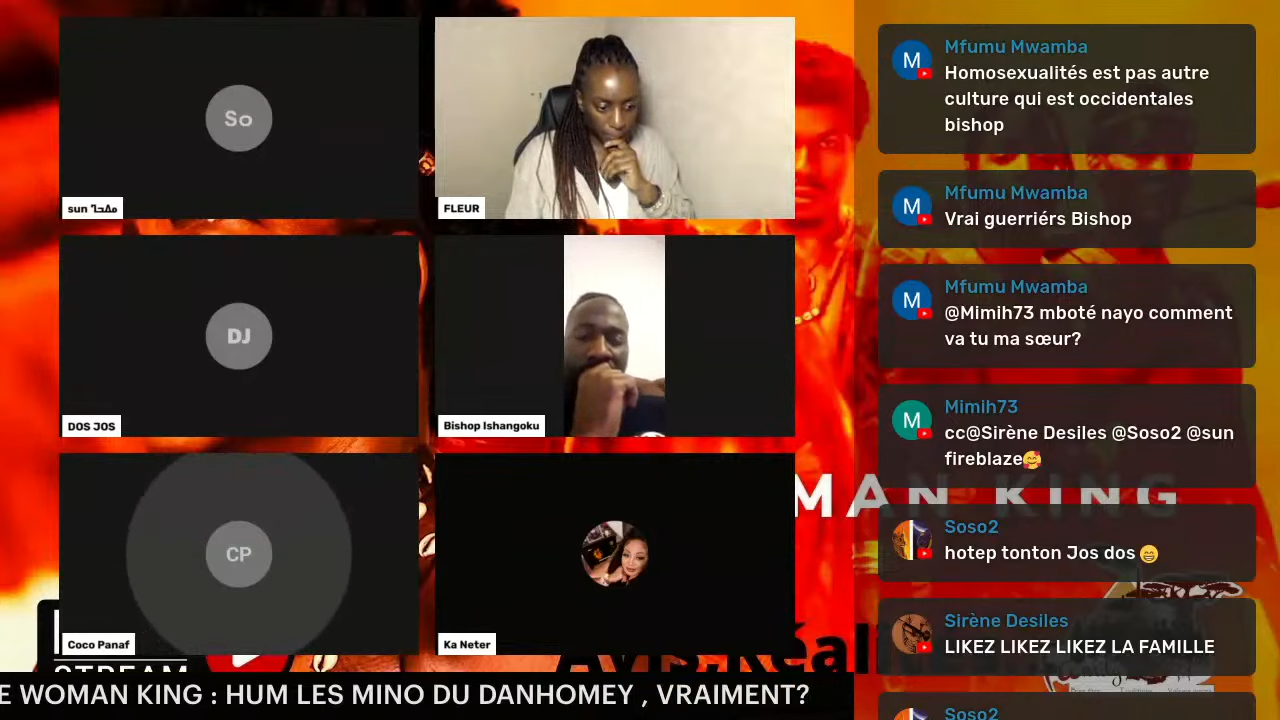 So
FLEUR
DJ
DOS JOS
Bishop Ishangoku
CP
Coco Panaf
Ka Neter
sun
MAN KING
STREAM
E WOMAN KING : HUM LES MINO DU DANHOMEY , VRAIMENT?
M
Mfumu Mwamba
Homosexualités est pas autre
culture qui est occidentales
bishop
M
Mfumu Mwamba
Vrai guerriérs Bishop
M
Mfumu Mwamba
@Mimih73 mboté nayo comment
va tu ma sœur?
M
Mimih73
cc@Sirène Desiles @Soso2 @sun
fireblaze🥰
Soso2
hotep tonton Jos dos 😁
Sirène Desiles
LIKEZ LIKEZ LIKEZ LA FAMILLE
Soso2